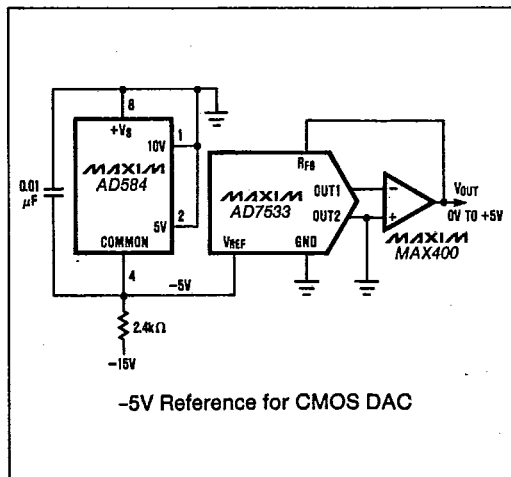 8
+VS
10V
1
MAXIM
AD584
0.01
μF
5V
2
COMMON
4
-5V
2.4kΩ
-15V
RFB
OUT1
MAXIM
AD7533
OUT2
VREF
GND
-
+
VOUT
0V TO +5V
MAXIM
MAX400
-5V Reference for CMOS DAC